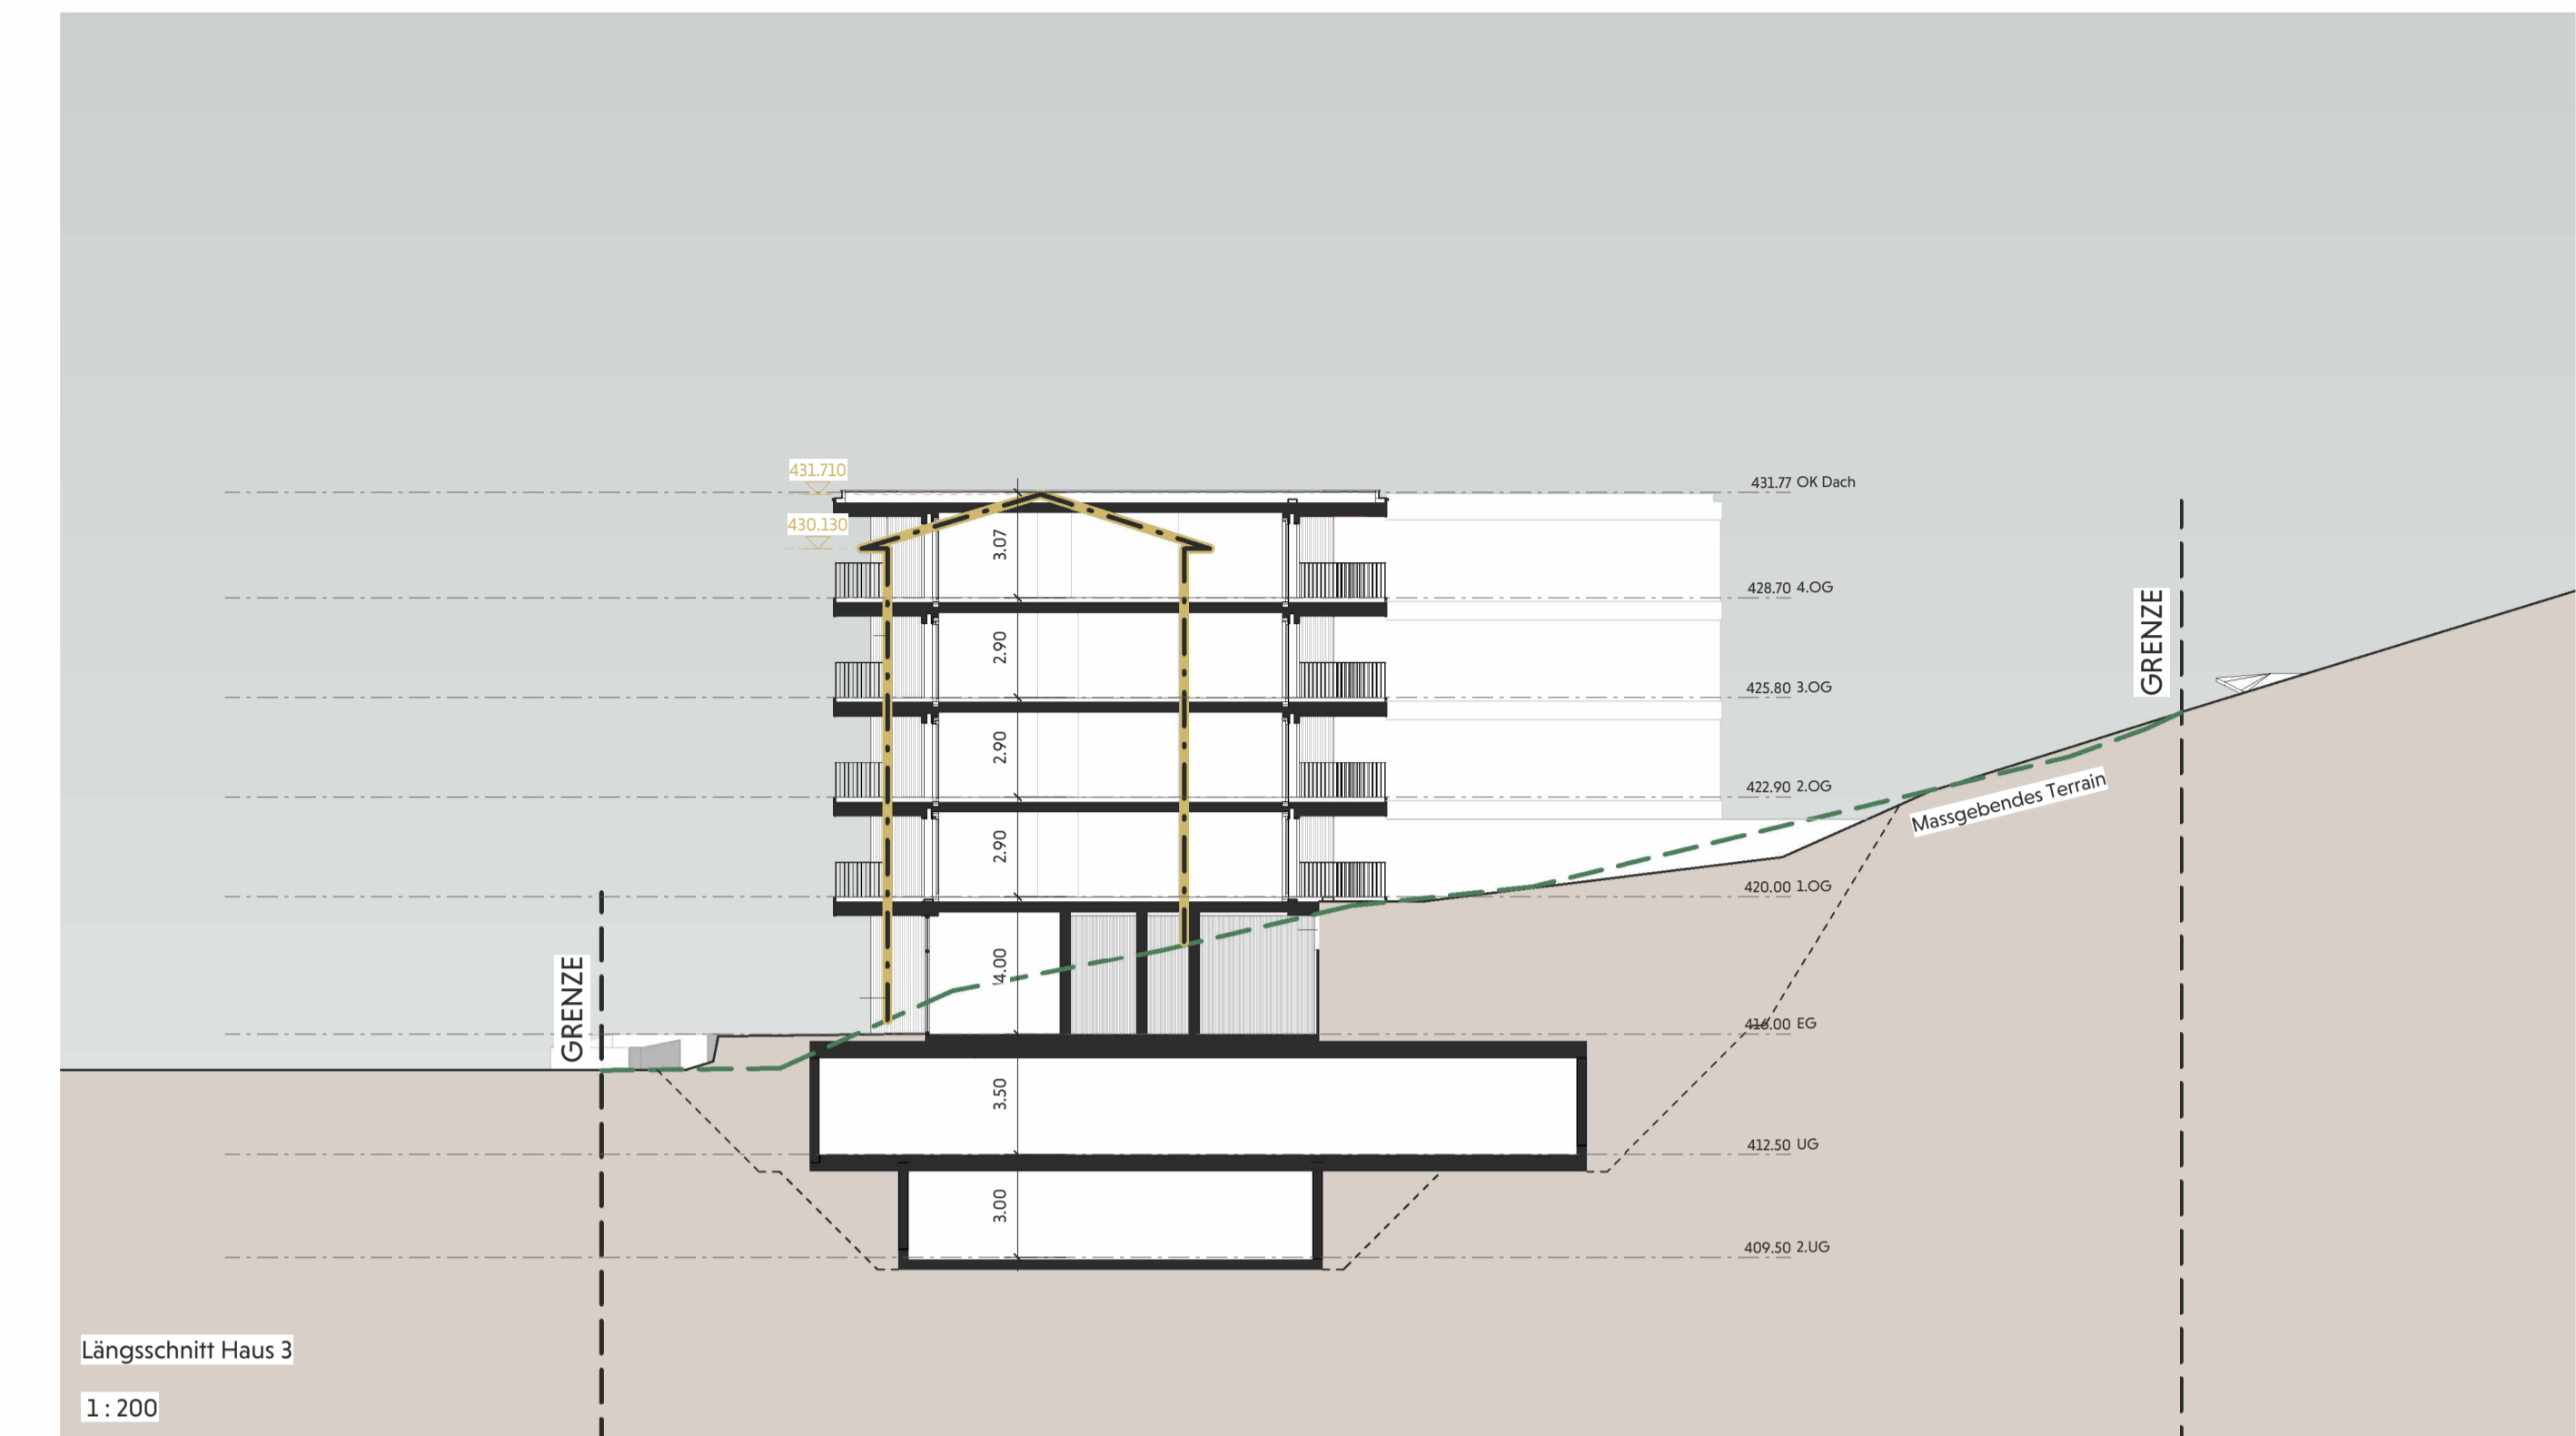 431.710
431.77 OK Dach
430.130
3.07
428.70 4.OG
GRENZE
2.90
425.80 3.OG
2.90
422.90 2.OG
Massgebendes Terrain
2.90
420.00 1.OG
GRENZE
4.00
416.00 EG
3.50
412.50 UG
3.00
409.50 2.UG
Längsschnitt Haus 3
1 : 200